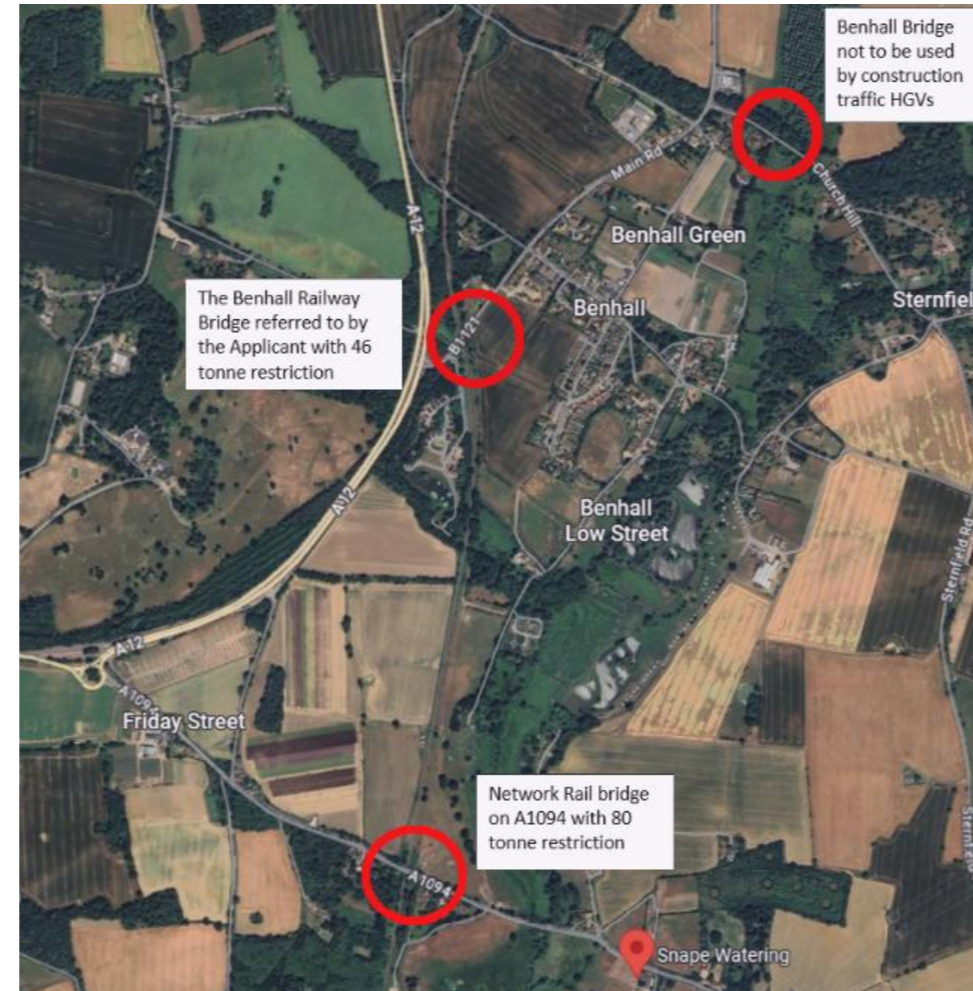 Benhall Bridge
not to be used
by construction
traffic HGVs
Main Rd
Church Hill
A12
Benhall Green
The Benhall Railway
Bridge referred to by
the Applicant with 46
tonne restriction
B1121
Benhall
Sternfiel
A12
Benhall
Low Street
Sternfield Rd
A12
A1094
Friday Street
Network Rail bridge
on A1094 with 80
tonne restriction
A1094
Snape Watering